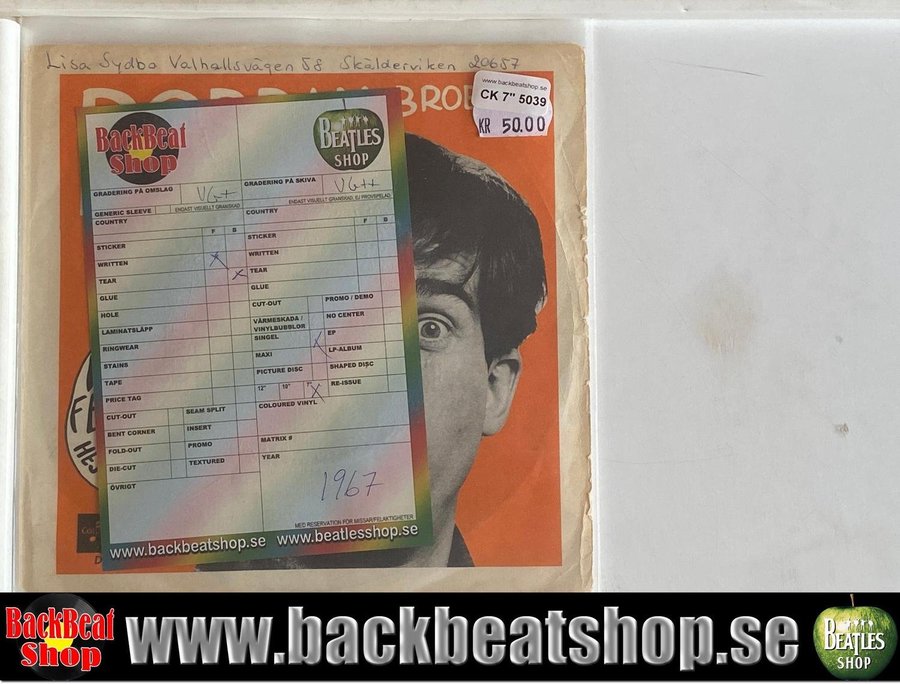 Lisa Sydbo Valhallsvägen 58 Skälderviken 20657
www.backbeatshop.se
CK 7" 5039
KR 50.00
BROD
BackBeat
Shop
BEATLES
SHOP
GRADERING PÅ OMSLAG VG+
GRADERING PÅ SKIVA VG++
ENDAST VISUELLT GRANSKAD
ENDAST VISUELLT GRANSKAD, EJ PROVSPELAD
GENERIC SLEEVE
COUNTRY
F B
STICKER
WRITTEN X
TEAR X
GLUE
HOLE
LAMINATSLÄPP
RINGWEAR
STAINS
TAPE
PRICE TAG
CUT-OUT
SEAM SPLIT
BENT CORNER
INSERT
FOLD-OUT
PROMO
DIE-CUT
TEXTURED
ÖVRIGT
COUNTRY
F B
STICKER
WRITTEN
TEAR
GLUE
CUT-OUT
PROMO / DEMO
VÄRMESKADA /
VINYLBUBBLOR
NO CENTER
SINGEL X
EP
MAXI
LP-ALBUM
PICTURE DISC
SHAPED DISC
12" 10" 7" X
RE-ISSUE
COLOURED VINYL
MATRIX #
YEAR
1967
MED RESERVATION FÖR MISSAR/FELAKTIGHETER
www.backbeatshop.se www.beatlesshop.se
BackBeat
Shop
www.backbeatshop.se
BEATLES
SHOP